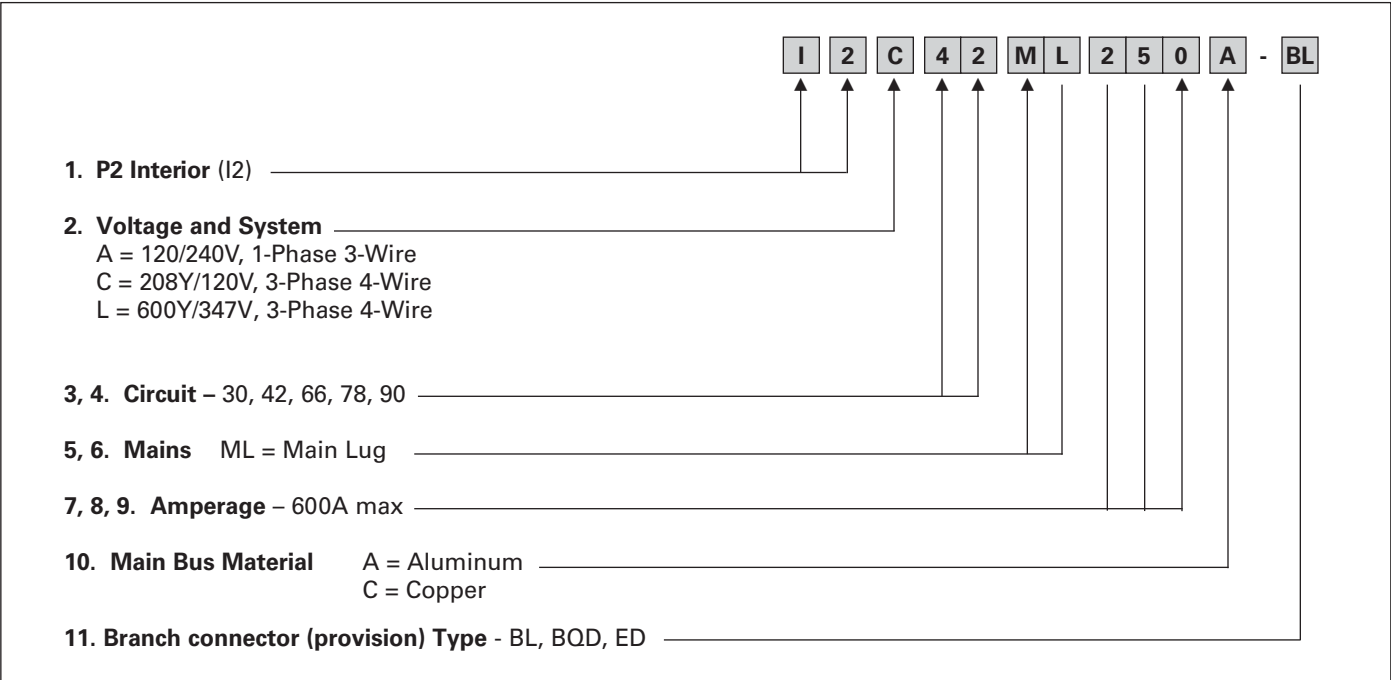 I 2 C 4 2 M L 2 5 0 A - BL
1. P2 Interior (I2)
2. Voltage and System
A = 120/240V, 1-Phase 3-Wire
C = 208Y/120V, 3-Phase 4-Wire
L = 600Y/347V, 3-Phase 4-Wire
3, 4. Circuit – 30, 42, 66, 78, 90
5, 6. Mains ML = Main Lug
7, 8, 9. Amperage – 600A max
10. Main Bus Material A = Aluminum
C = Copper
11. Branch connector (provision) Type - BL, BQD, ED